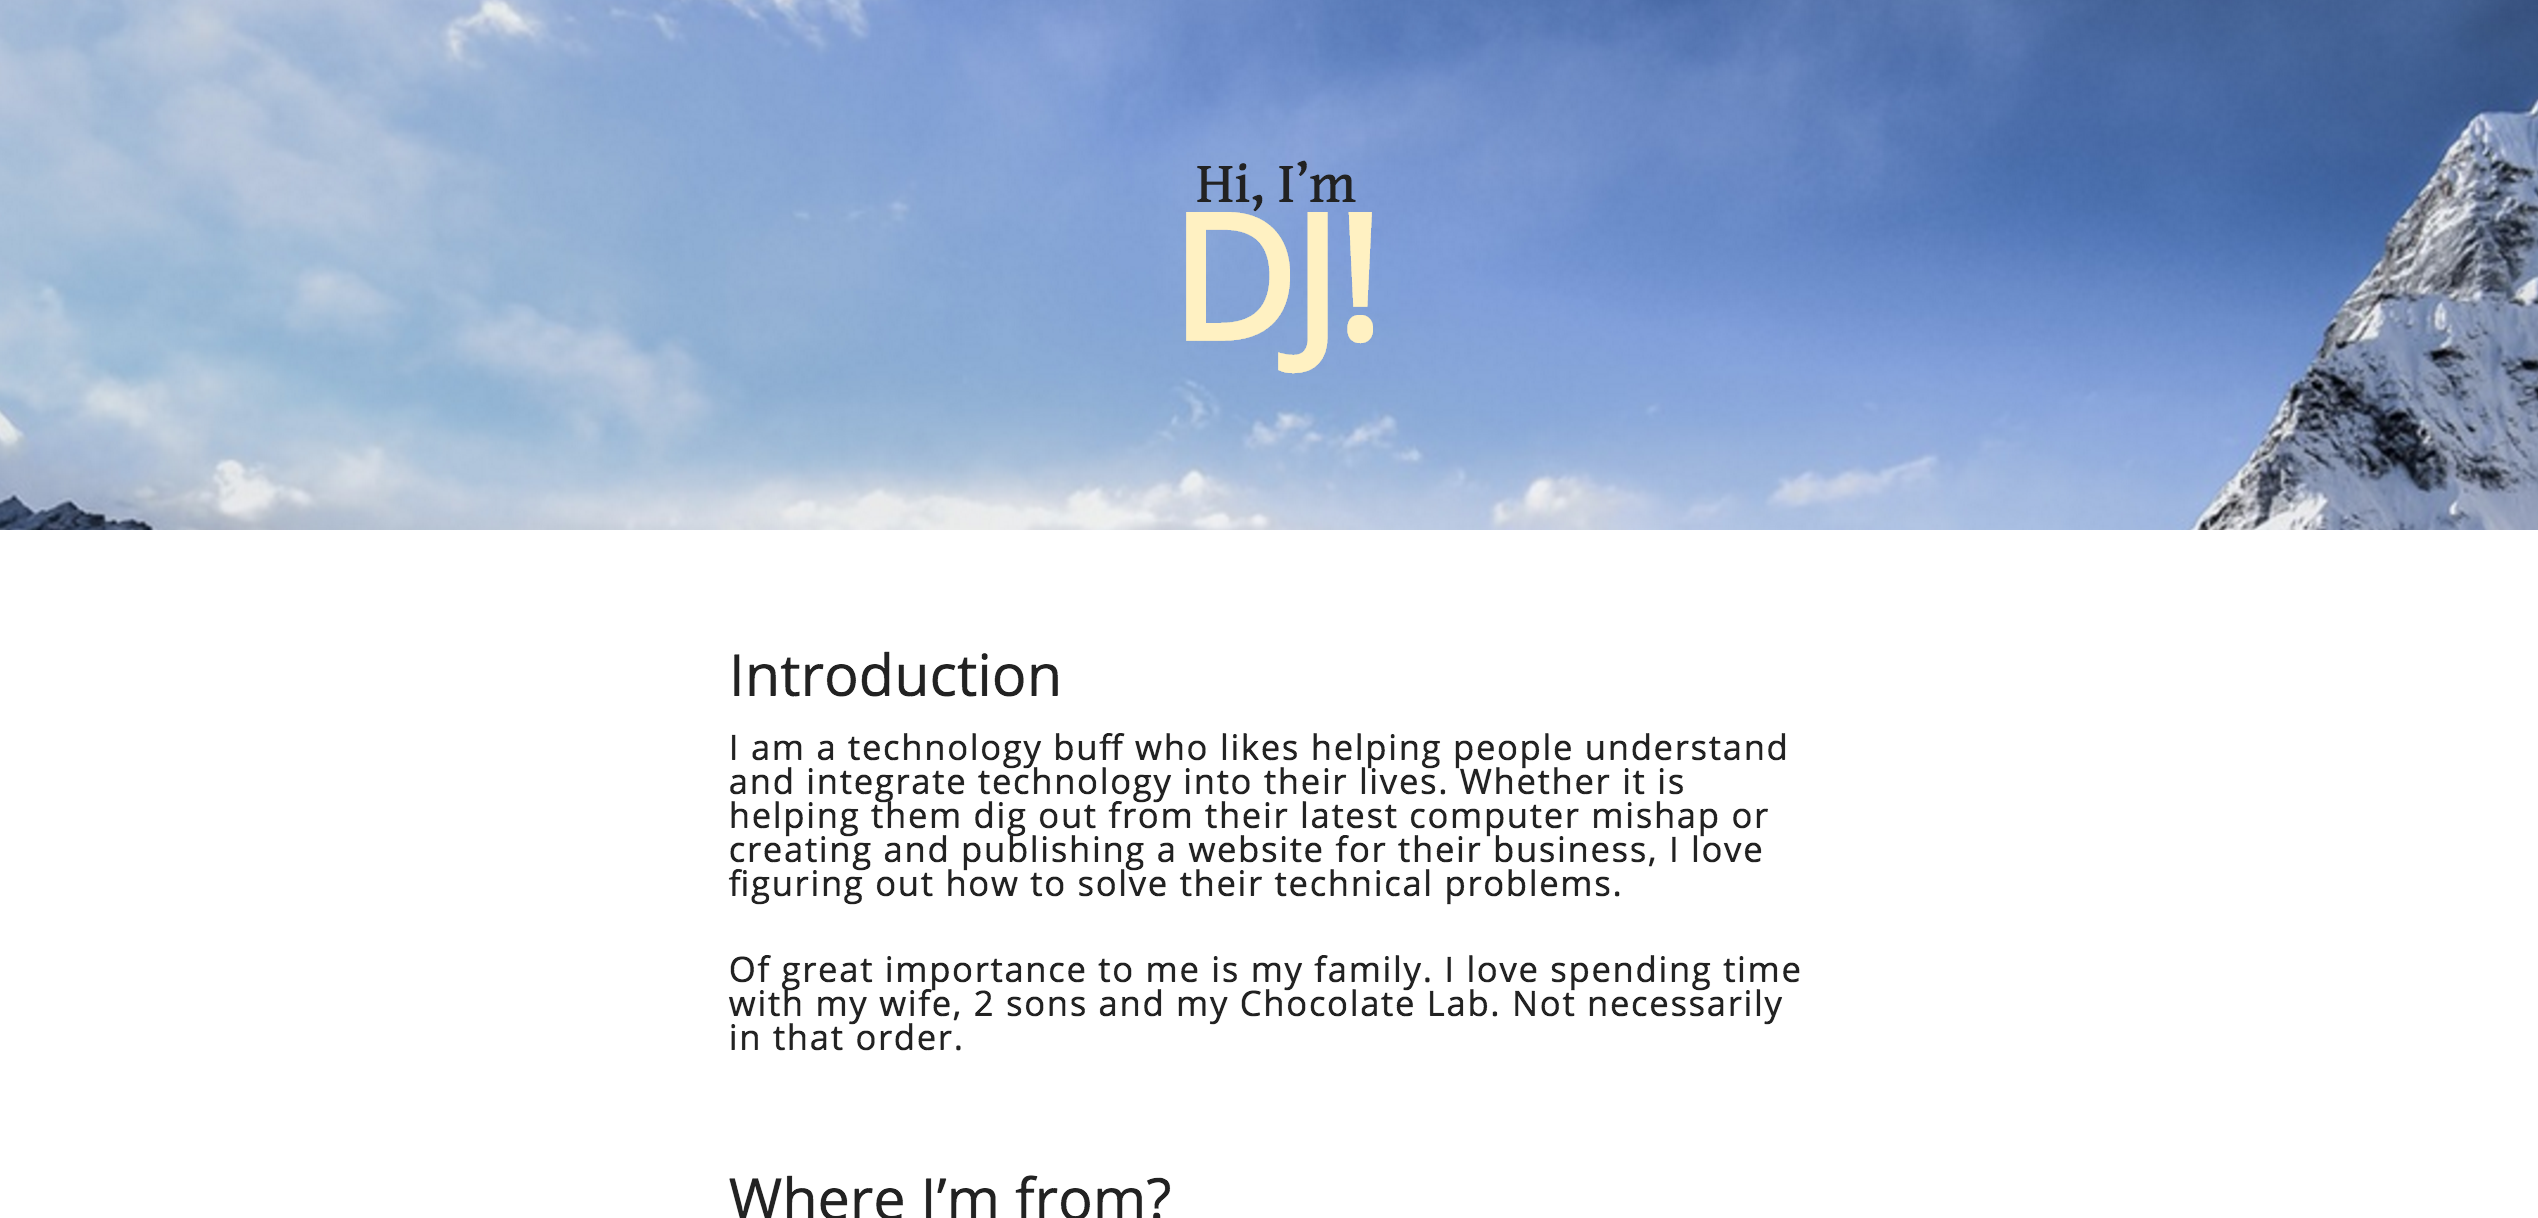 Hi, I’m
DJ!
Introduction
I am a technology buff who likes helping people understand
and integrate technology into their lives. Whether it is
helping them dig out from their latest computer mishap or
creating and publishing a website for their business, I love
figuring out how to solve their technical problems.
Of great importance to me is my family. I love spending time
with my wife, 2 sons and my Chocolate Lab. Not necessarily
in that order.
Where I’m from?